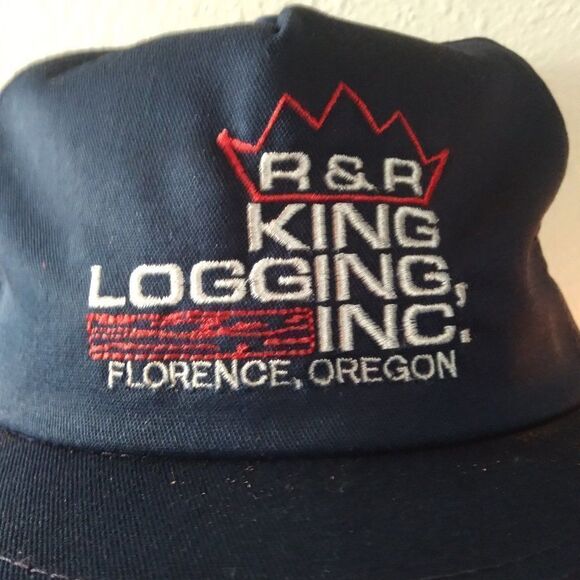 R & R
KING
LOGGING,
INC.
FLORENCE, OREGON